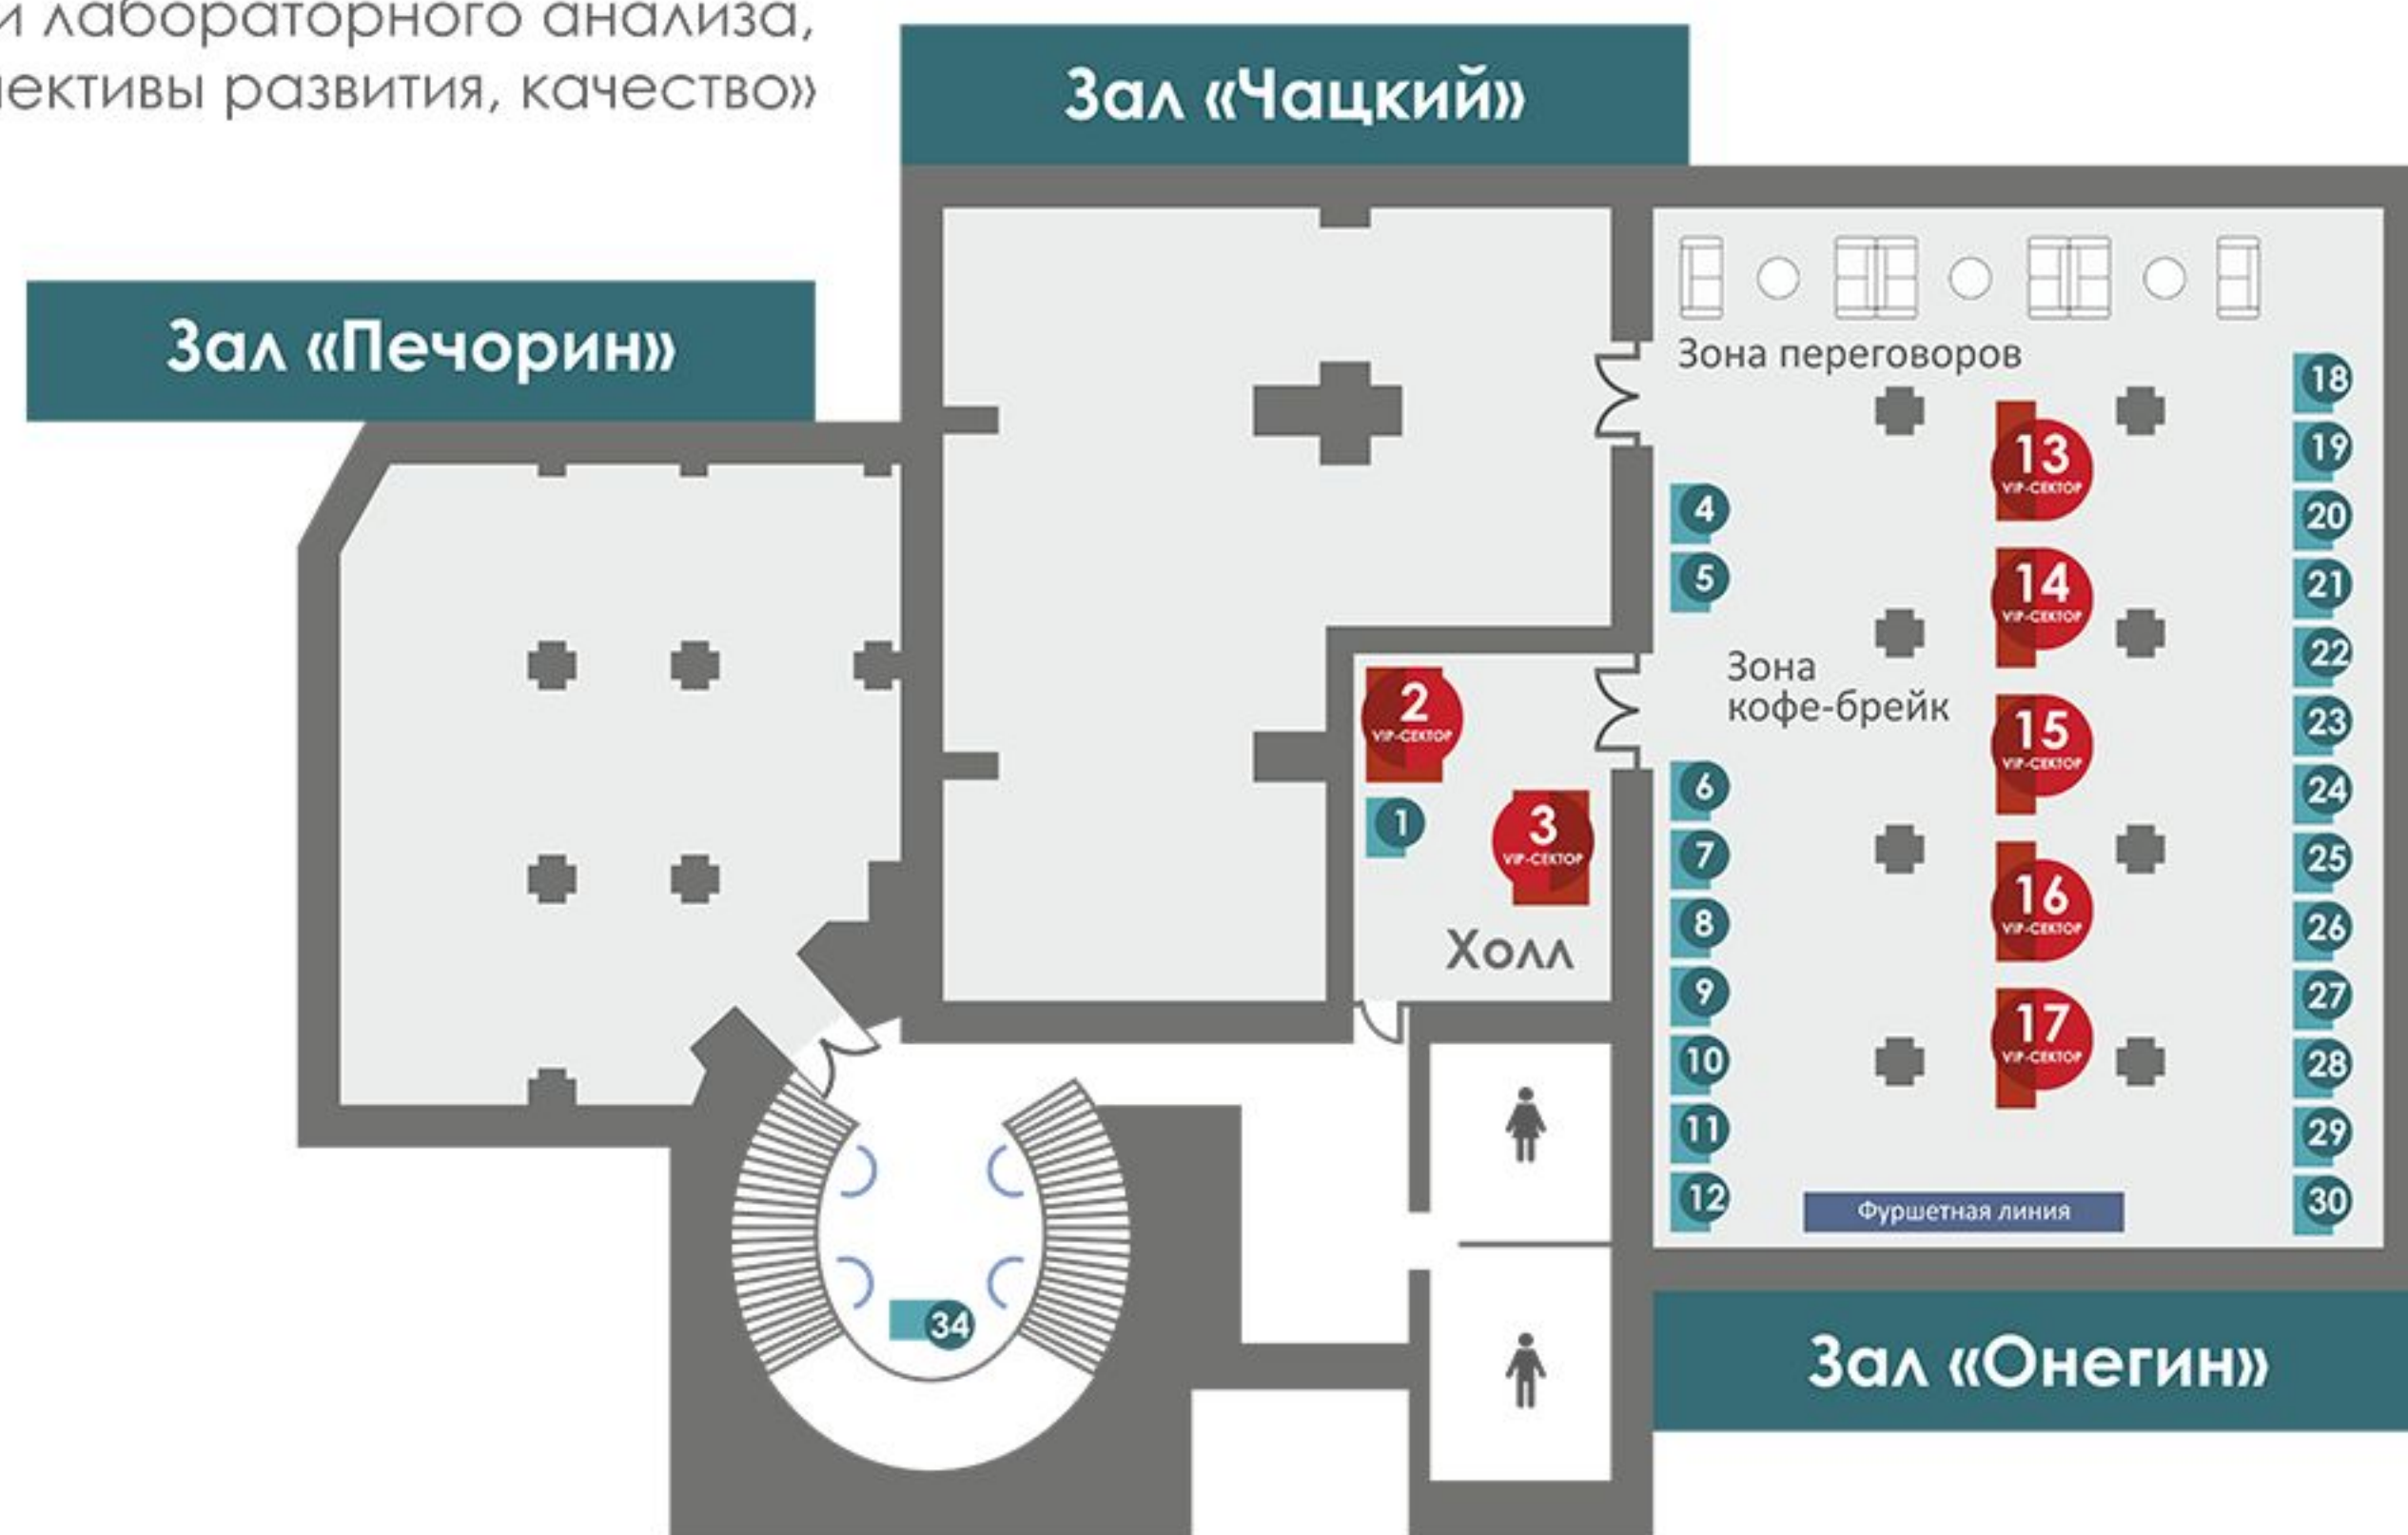 и лабораторного анализа,
пективы развития, качество»
Зал «Чацкий»
Зал «Печорин»
Зона переговоров
18
13
VIP-СЕКТОР
19
4
20
5
14
VIP-СЕКТОР
21
22
Зона
кофе-брейк
2
VIP-СЕКТОР
15
VIP-СЕКТОР
23
6
24
1
3
VIP-СЕКТОР
7
25
8
16
VIP-СЕКТОР
26
Холл
9
27
17
VIP-СЕКТОР
10
28
11
29
12
Фуршетная линия
30
34
Зал «Онегин»